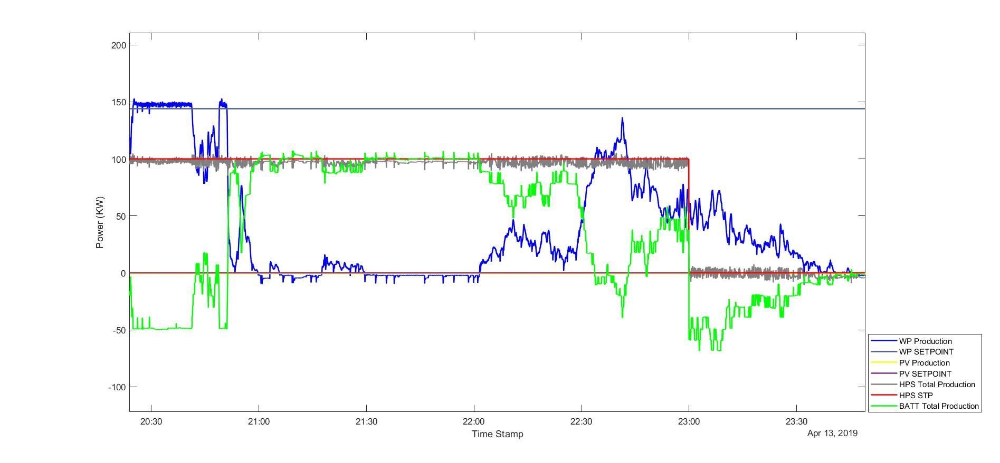 200
150
100
50
0
-50
-100
Power (KW)
20:30
21:00
21:30
22:00
22:30
23:00
23:30
Time Stamp
Apr 13, 2019
WP Production
WP SETPOINT
PV Production
PV SETPOINT
HPS Total Production
HPS STP
BATT Total Production